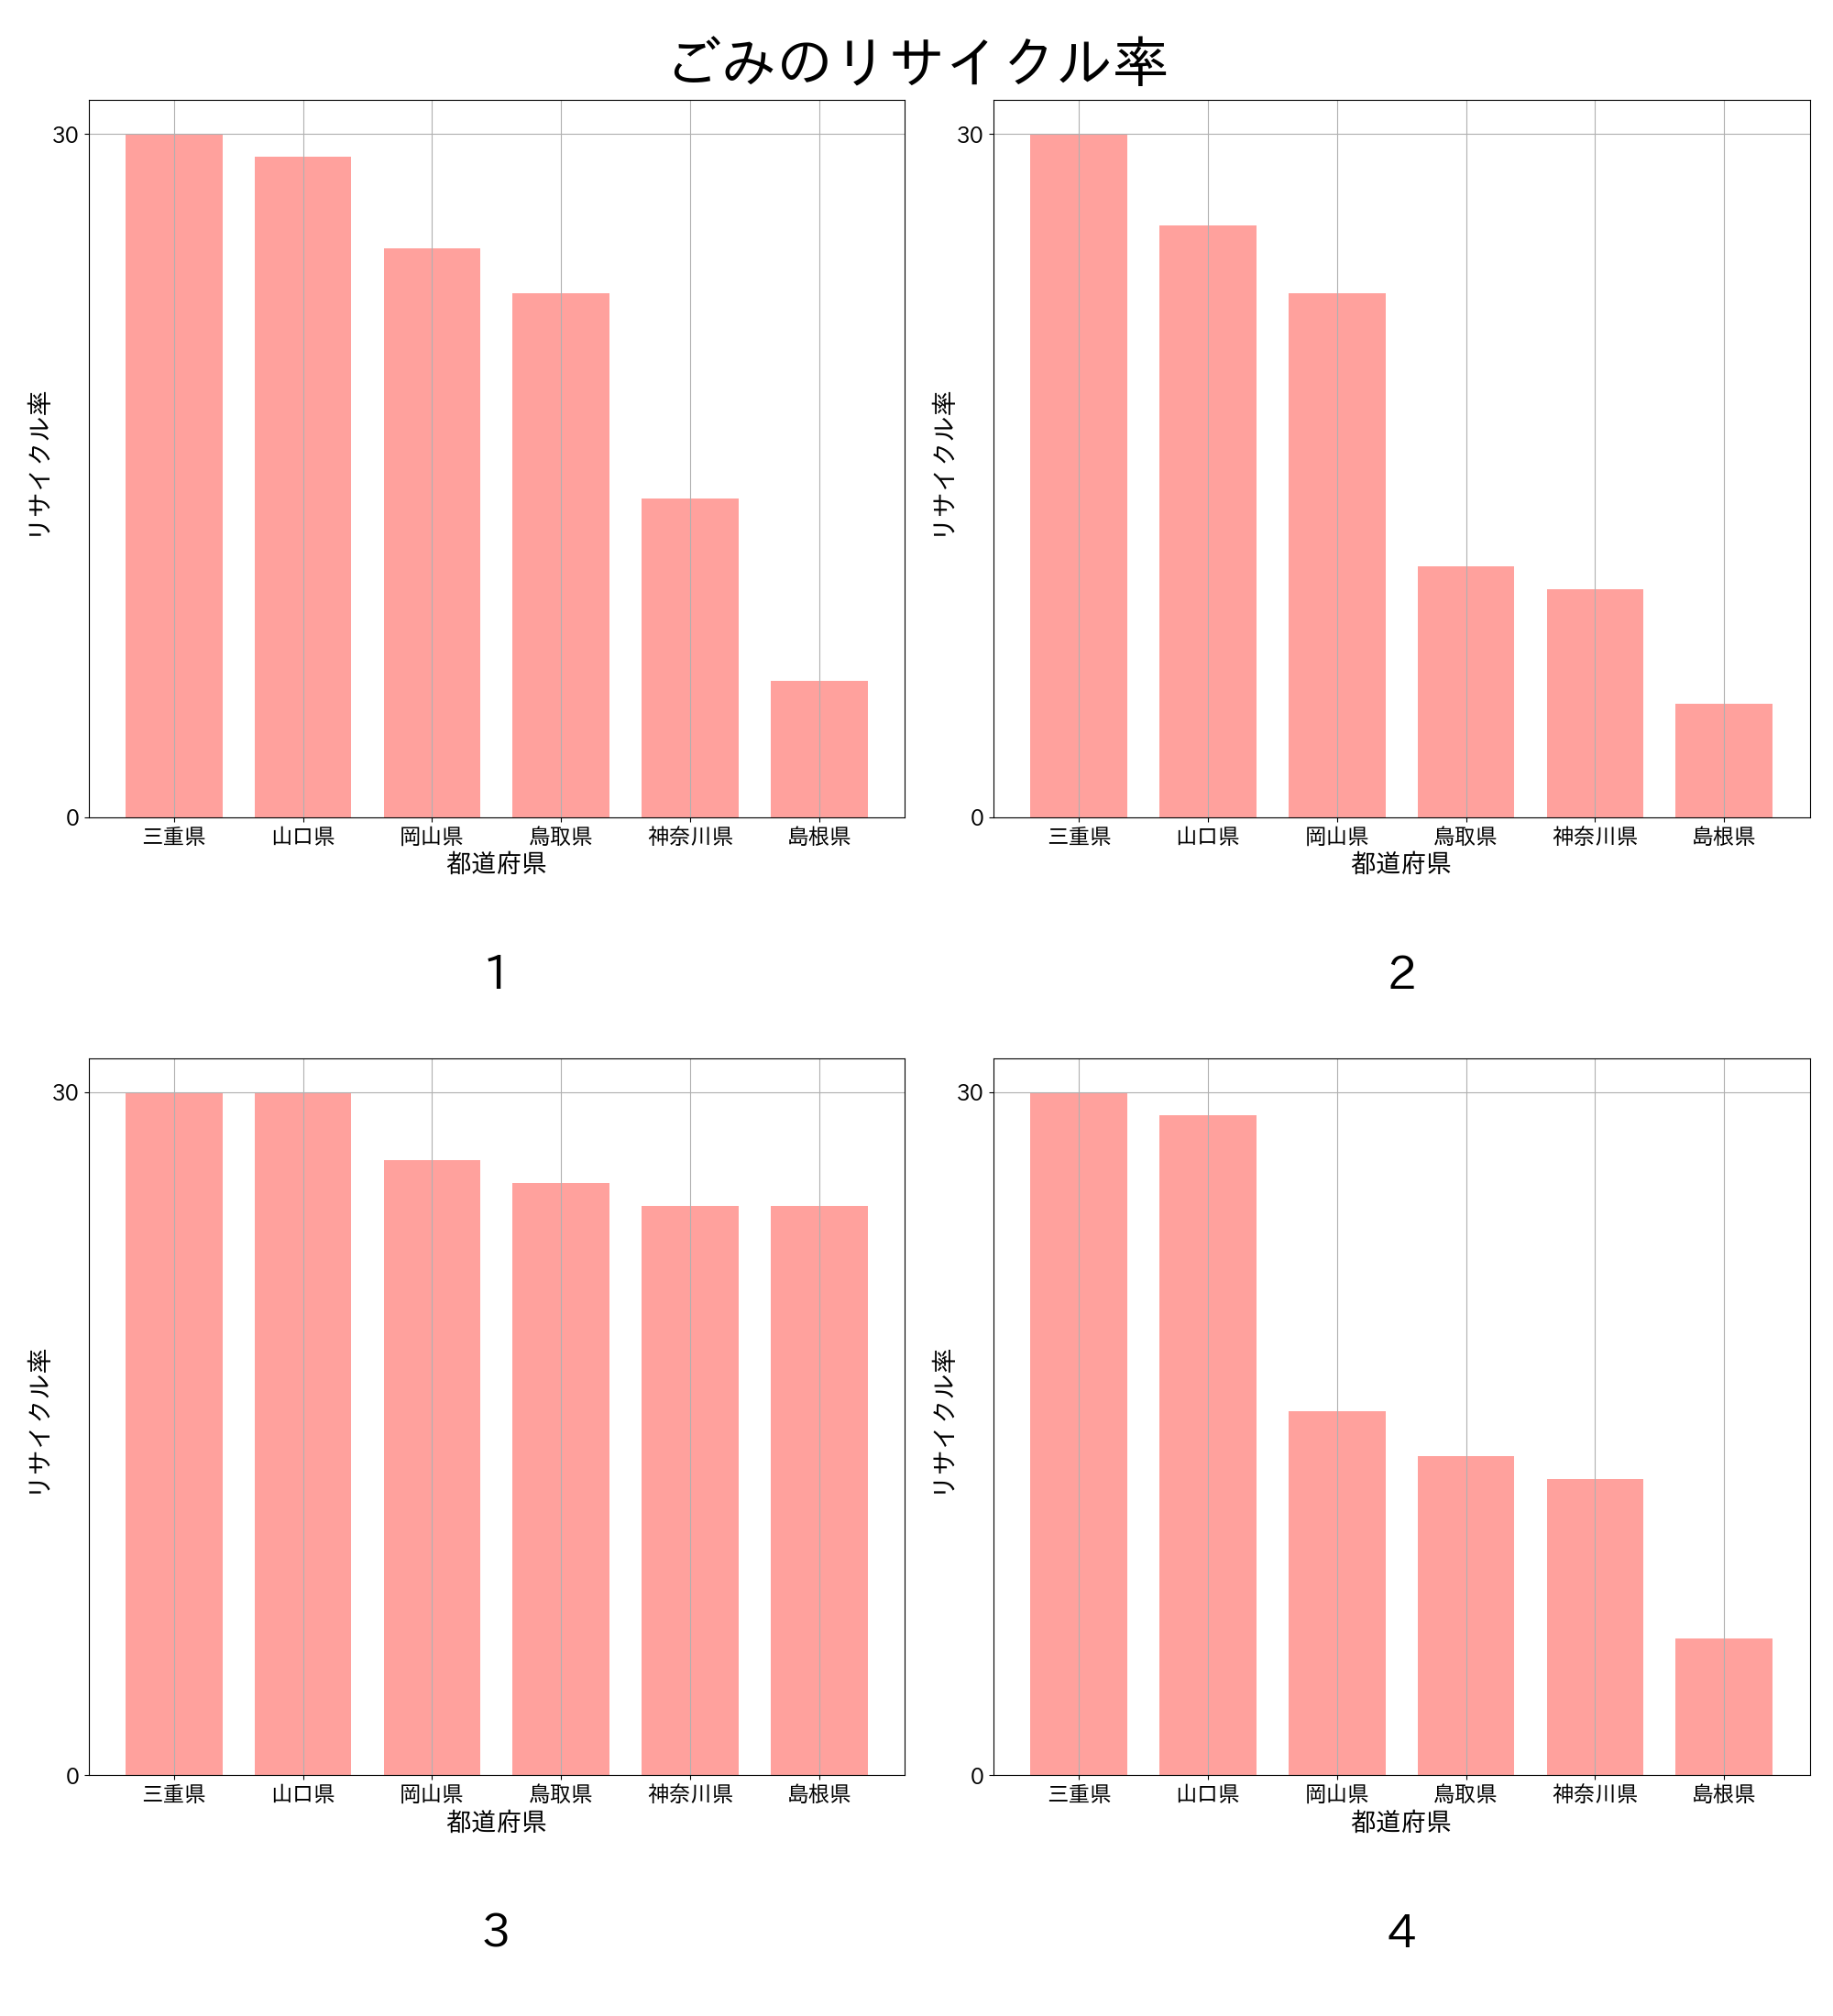 ごみのリサイクル率
30
0
リサイクル率
三重県 山口県 岡山県 鳥取県 神奈川県 島根県
都道府県
1
30
0
リサイクル率
三重県 山口県 岡山県 鳥取県 神奈川県 島根県
都道府県
2
30
0
リサイクル率
三重県 山口県 岡山県 鳥取県 神奈川県 島根県
都道府県
3
30
0
リサイクル率
三重県 山口県 岡山県 鳥取県 神奈川県 島根県
都道府県
4